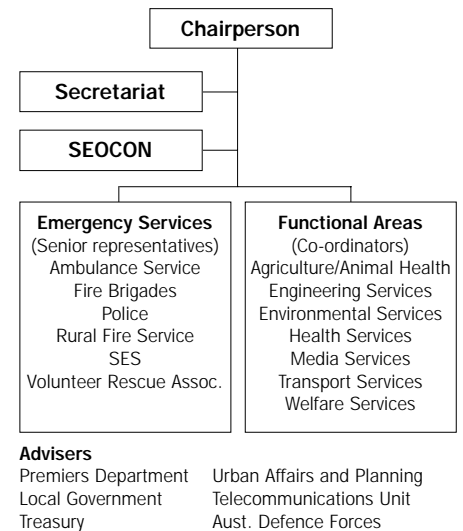 Chairperson
Secretariat
SEOCON
Emergency Services
(Senior representatives)
Ambulance Service
Fire Brigades
Police
Rural Fire Service
SES
Volunteer Rescue Assoc.
Functional Areas
(Co-ordinators)
Agriculture/Animal Health
Engineering Services
Environmental Services
Health Services
Media Services
Transport Services
Welfare Services
Advisers
Premiers Department
Local Government
Treasury
Urban Affairs and Planning
Telecommunications Unit
Aust. Defence Forces